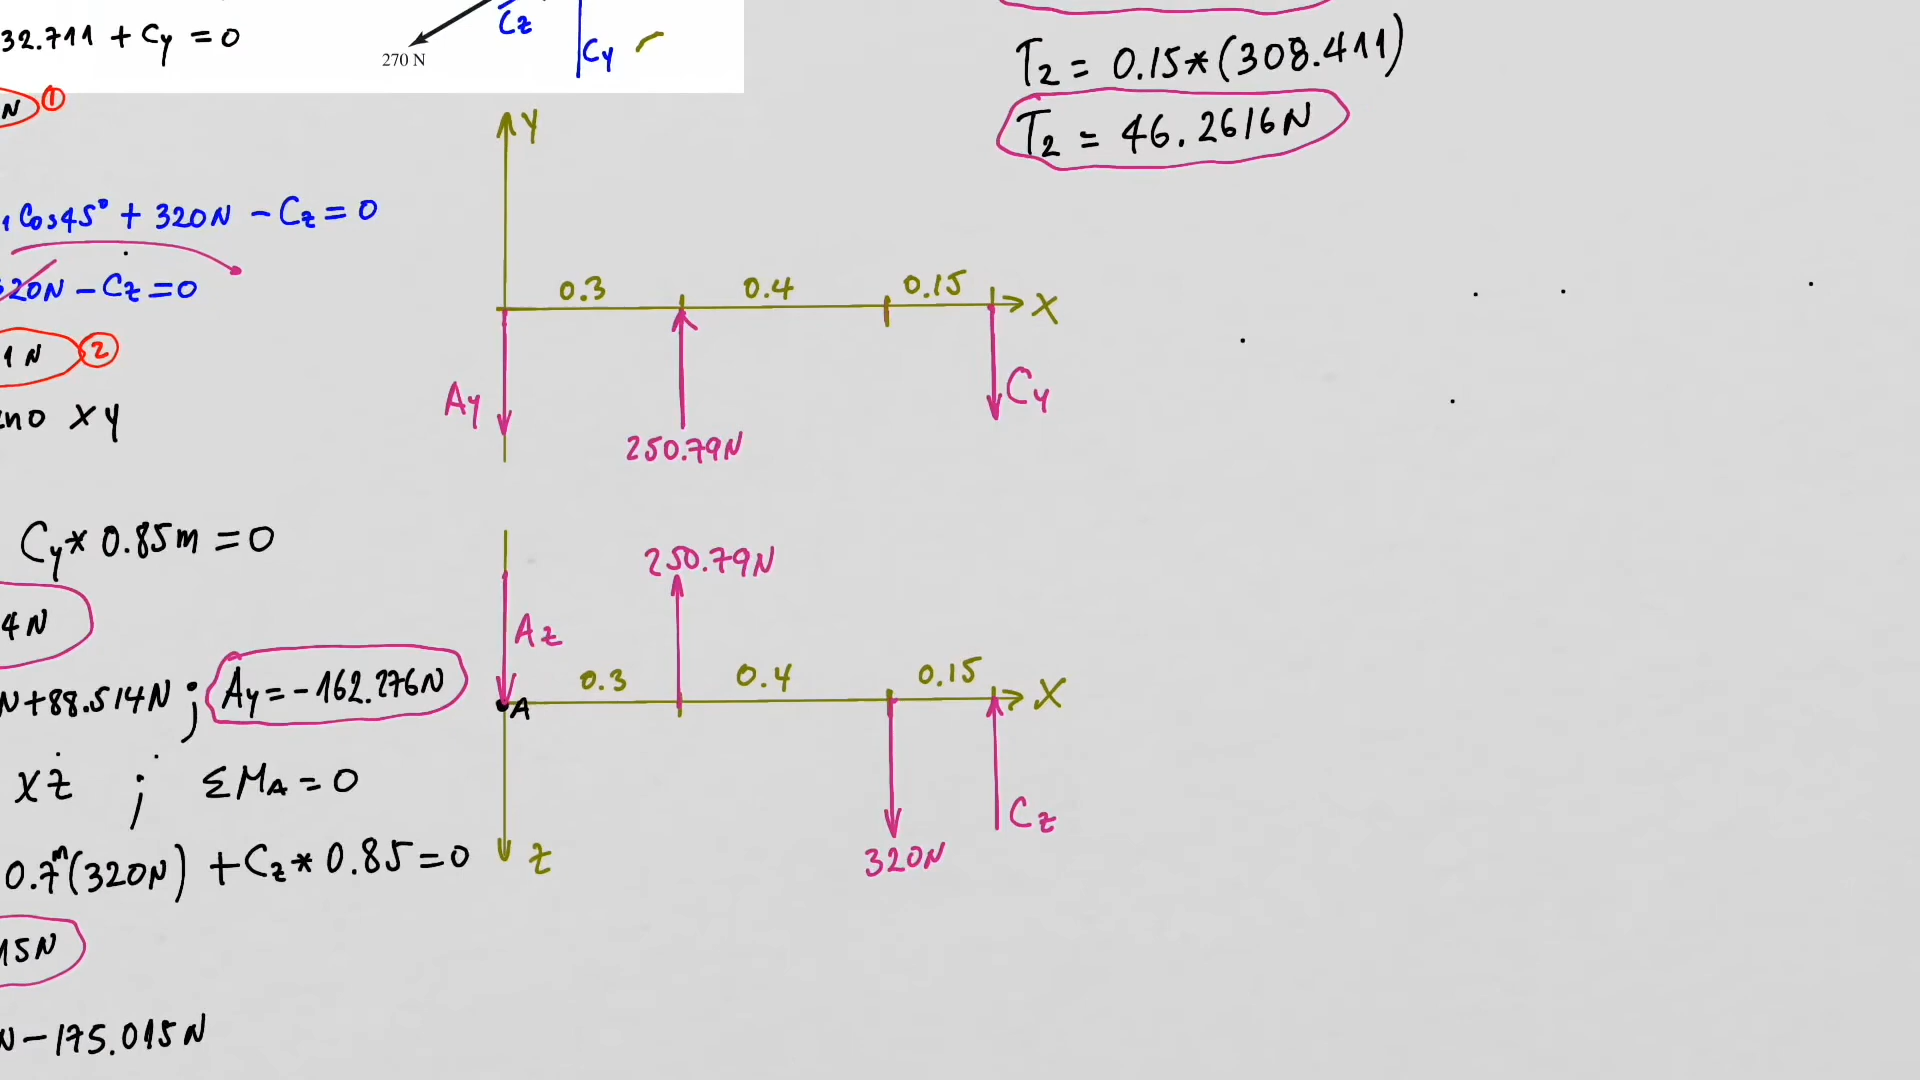 32.711 + Cy = 0
270 N
Cz
Cy
N ①
1 Cos45° + 320N - Cz = 0
320N - Cz = 0
1 N ②
no xy
Cy* 0.85m = 0
4N
N+88.514N ; Ay = -162.276N
xz ; ΣMA = 0
0.7m(320N) + Cz* 0.85 = 0
15N
N - 175.015N
Y
0.3 0.4 0.15 X
Ay 250.79N Cy
250.79N
Az
0.3 0.4 0.15 X
A
Cz
320N
z
T2 = 0.15*(308.411)
T2 = 46.2616N